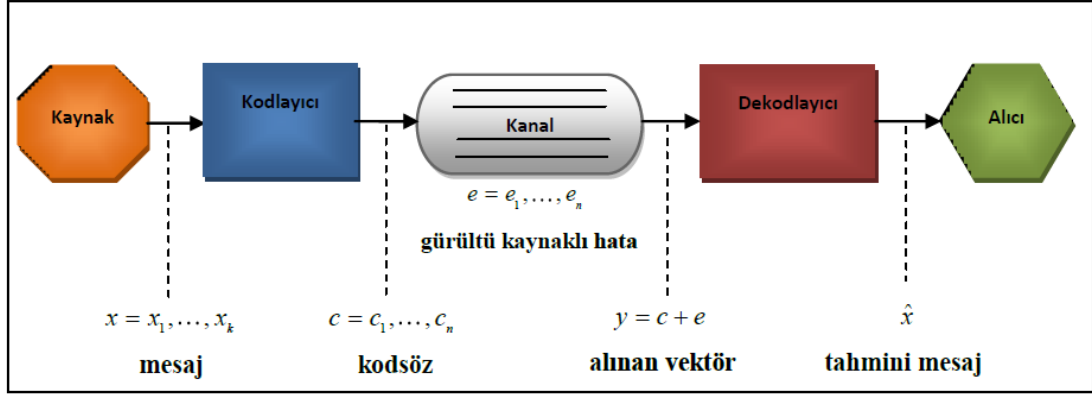 Kaynak
Kodlayıcı
Kanal
Dekodlayıcı
Alıcı
e = e₁,…,eₙ
gürültü kaynaklı hata
x = x₁,…,xₖ
c = c₁,…,cₙ
y = c + e
x̂
mesaj
kodsöz
alınan vektör
tahmini mesaj